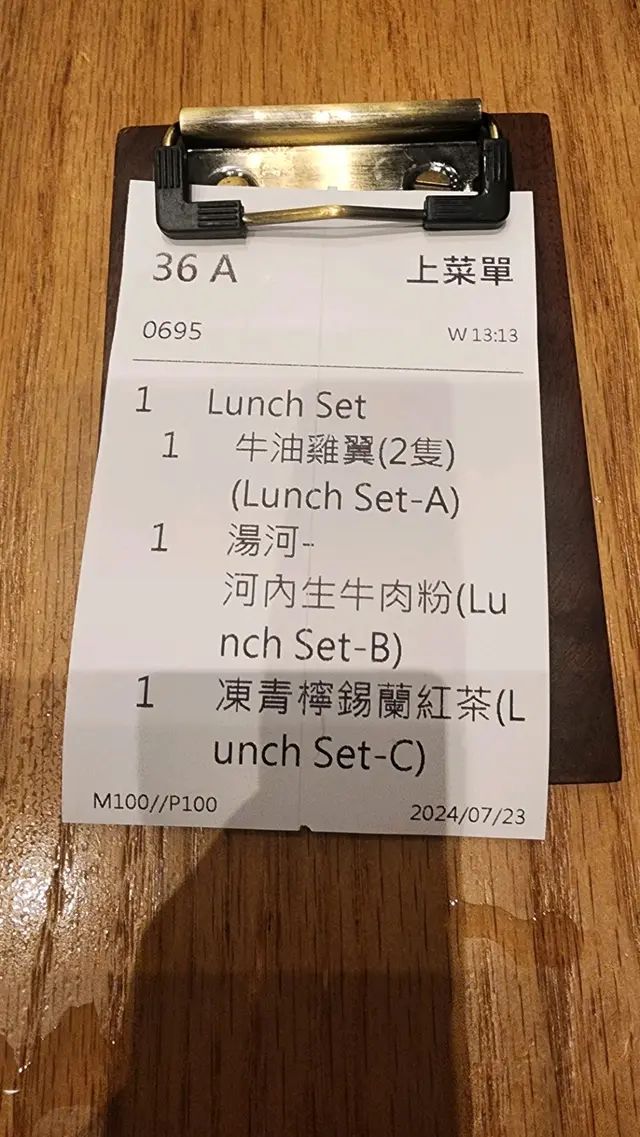 36 A 上菜單
0695 W 13:13
1 Lunch Set
1 牛油雞翼(2隻)
(Lunch Set-A)
1 湯河-
河內生牛肉粉(Lu
nch Set-B)
1 凍青檸錫蘭紅茶(L
unch Set-C)
M100//P100 2024/07/23